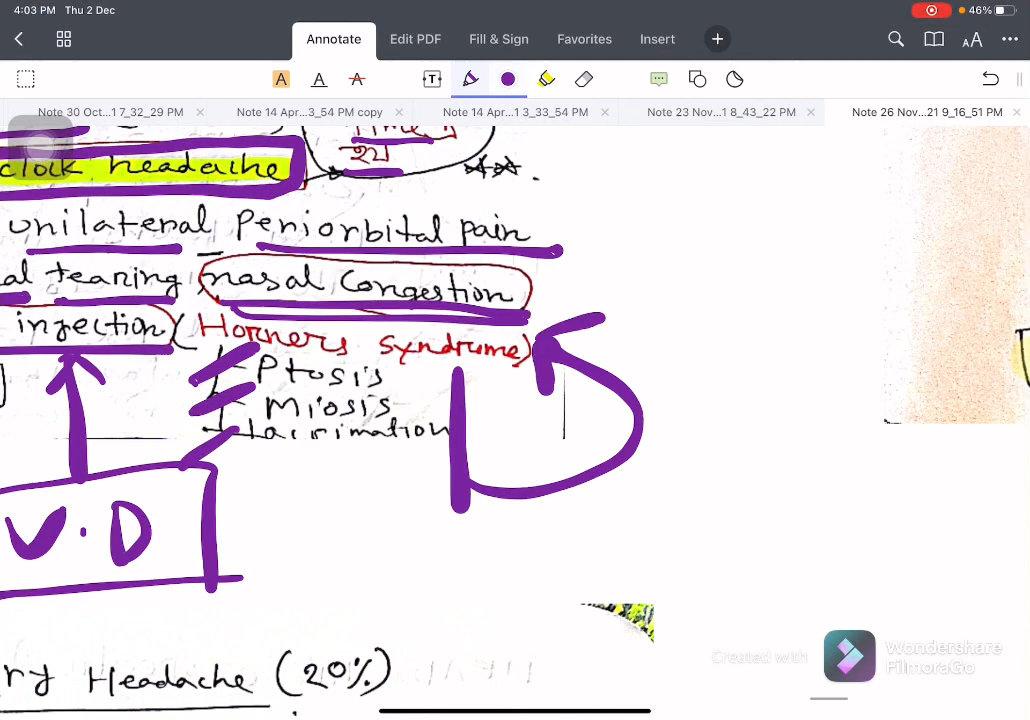 4:03 PM Thu 2 Dec
46%
Annotate Edit PDF Fill & Sign Favorites Insert
Note 30 Oct...1 7_32_29 PM
Note 14 Apr...3_54 PM copy
Note 14 Apr...1 3_33_54 PM
Note 23 Nov...1 8_43_22 PM
Note 26 Nov...21 9_16_51 PM
clock headache
unilateral Periorbital pain
al tearing, nasal Congestion
injection (Horners syndrome)
Ptosis
Miosis
lacrimation
V.D
ry Headache (20%)
Created with Wondershare FilmoraGo